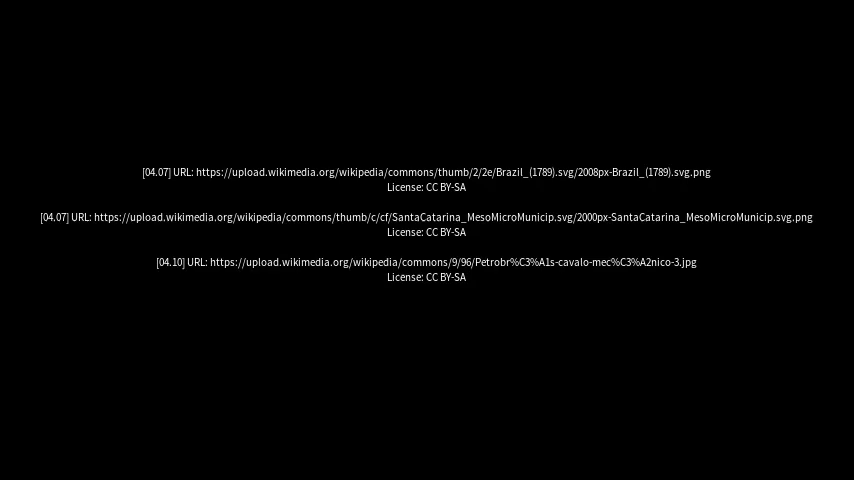 [04.07] URL: https://upload.wikimedia.org/wikipedia/commons/thumb/2/2e/Brazil_(1789).svg/2008px-Brazil_(1789).svg.png
License: CC BY-SA
[04.07] URL: https://upload.wikimedia.org/wikipedia/commons/thumb/c/cf/SantaCatarina_MesoMicroMunicip.svg/2000px-SantaCatarina_MesoMicroMunicip.svg.png
License: CC BY-SA
[04.10] URL: https://upload.wikimedia.org/wikipedia/commons/9/96/Petrobr%C3%A1s-cavalo-mec%C3%A2nico-3.jpg
License: CC BY-SA